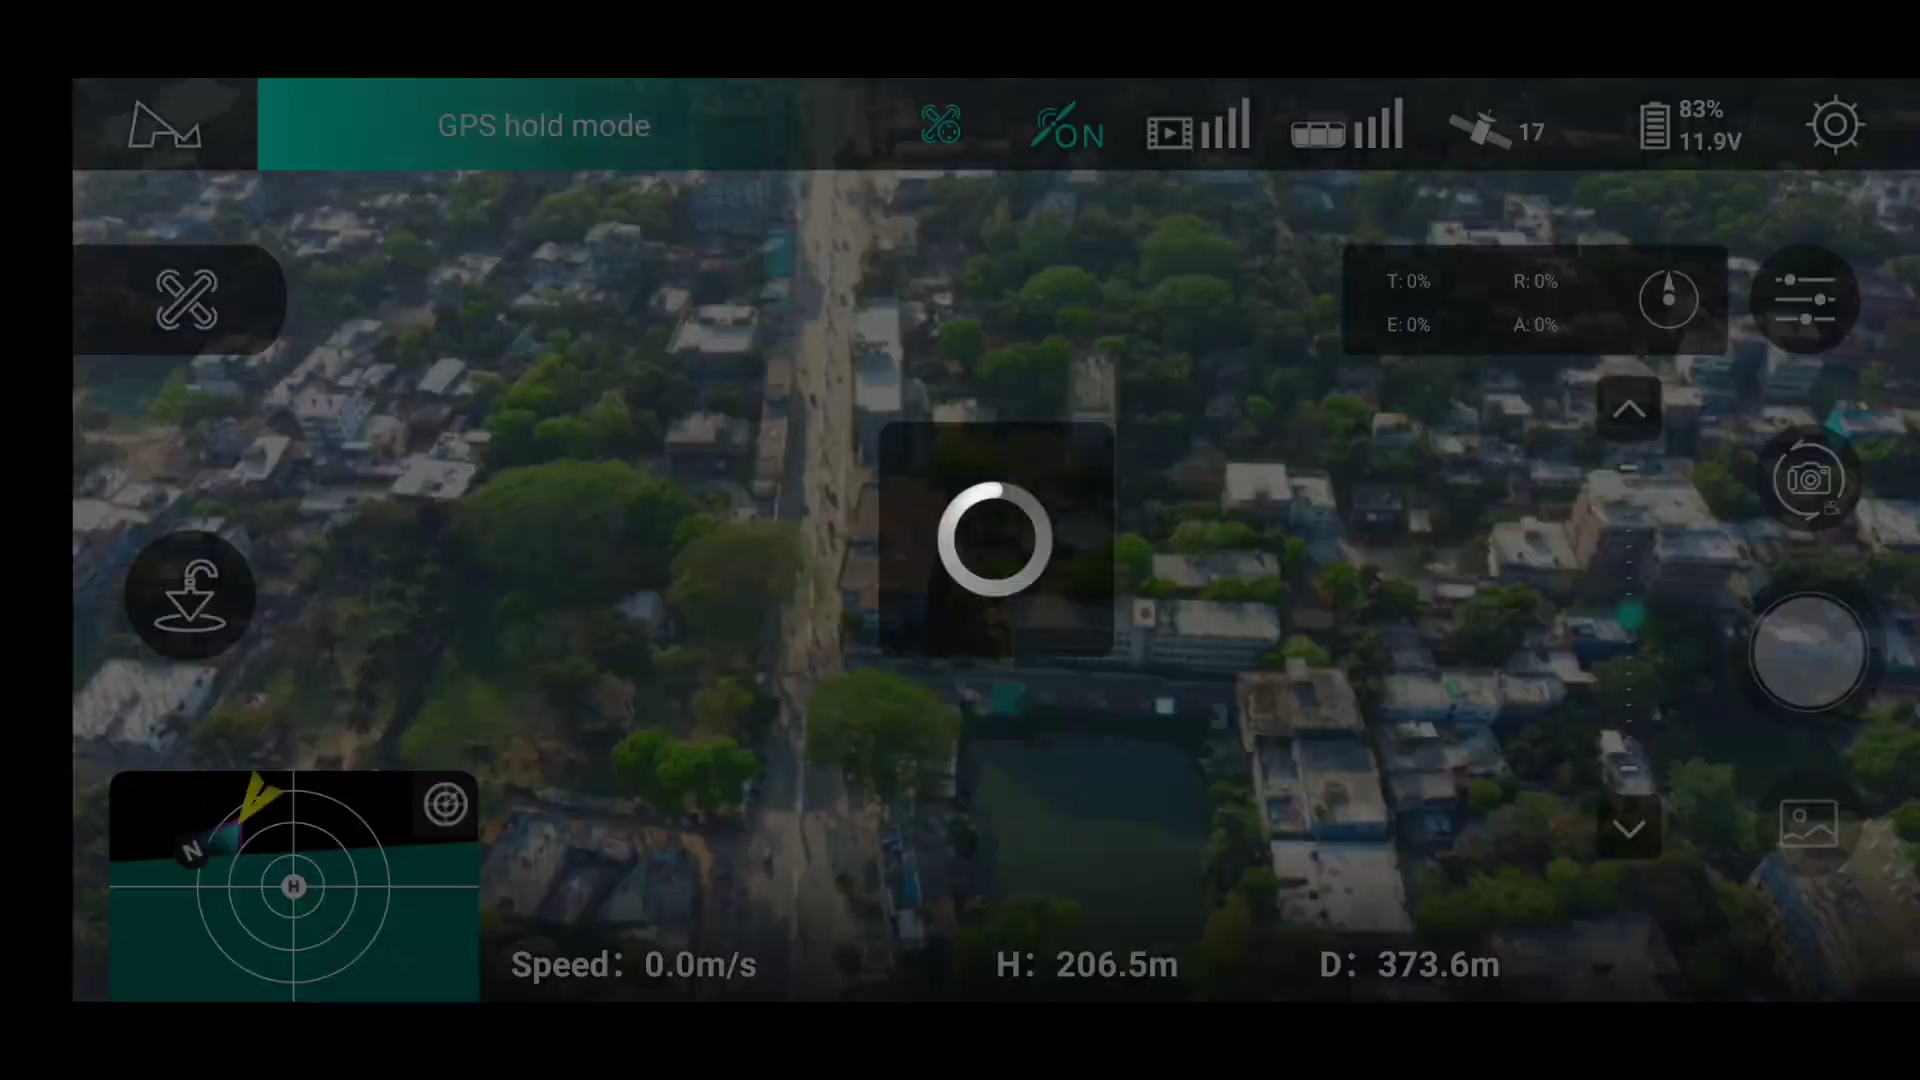 GPS hold mode
ON
17
83%
11.9V
T: 0%
R: 0%
E: 0%
A: 0%
N
H
Speed: 0.0m/s
H: 206.5m
D: 373.6m